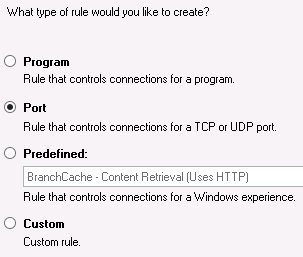 What type of rule would you like to create?
Program
Rule that controls connections for a program.
Port
Rule that controls connections for a TCP or UDP port.
Predefined:
BranchCache - Content Retrieval (Uses HTTP)
Rule that controls connections for a Windows experience.
Custom
Custom rule.